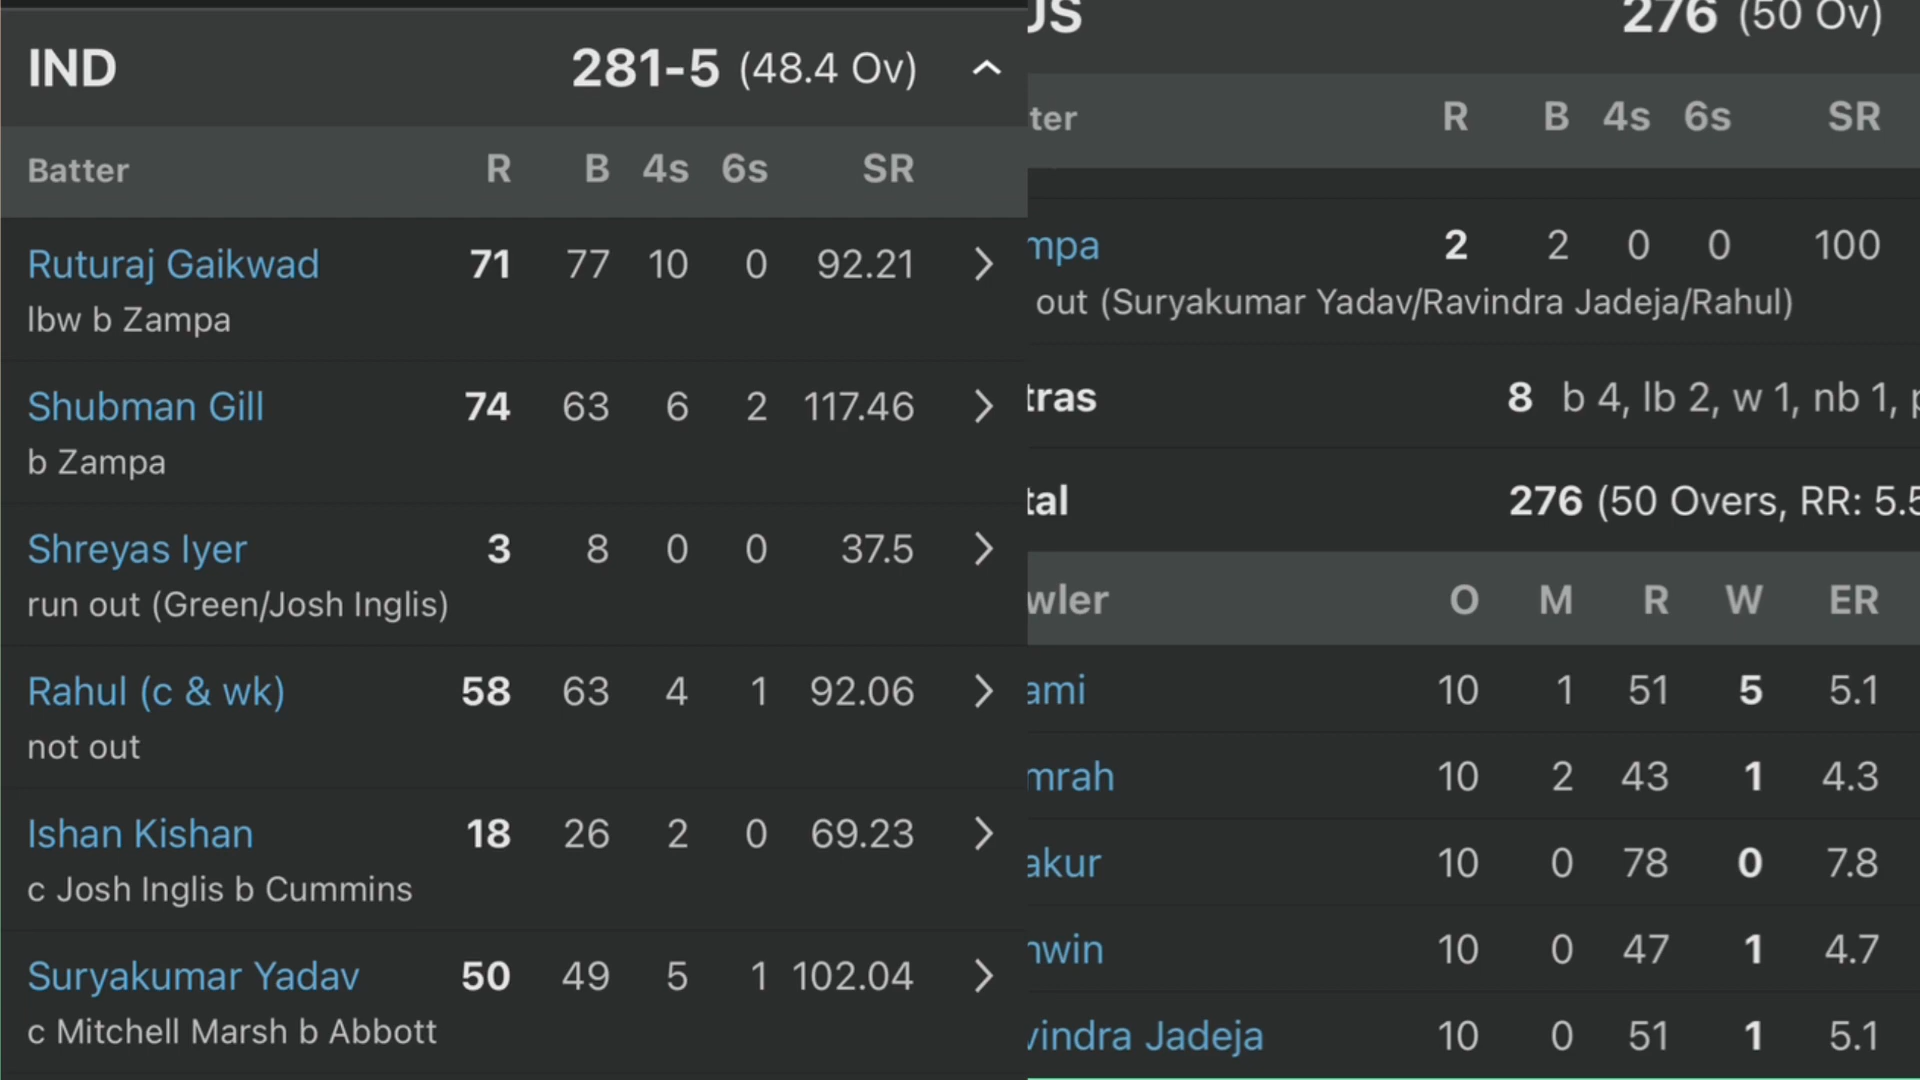 IND 281-5 (48.4 Ov)
Batter R B 4s 6s SR
Ruturaj Gaikwad 71 77 10 0 92.21
lbw b Zampa
Shubman Gill 74 63 6 2 117.46
b Zampa
Shreyas Iyer 3 8 0 0 37.5
run out (Green/Josh Inglis)
Rahul (c & wk) 58 63 4 1 92.06
not out
Ishan Kishan 18 26 2 0 69.23
c Josh Inglis b Cummins
Suryakumar Yadav 50 49 5 1 102.04
c Mitchell Marsh b Abbott
US 276 (50 Ov)
ter R B 4s 6s SR
mpa 2 2 0 0 100
out (Suryakumar Yadav/Ravindra Jadeja/Rahul)
tras 8 b 4, lb 2, w 1, nb 1, p
tal 276 (50 Overs, RR: 5.5
wler O M R W ER
ami 10 1 51 5 5.1
mrah 10 2 43 1 4.3
akur 10 0 78 0 7.8
hwin 10 0 47 1 4.7
vindra Jadeja 10 0 51 1 5.1